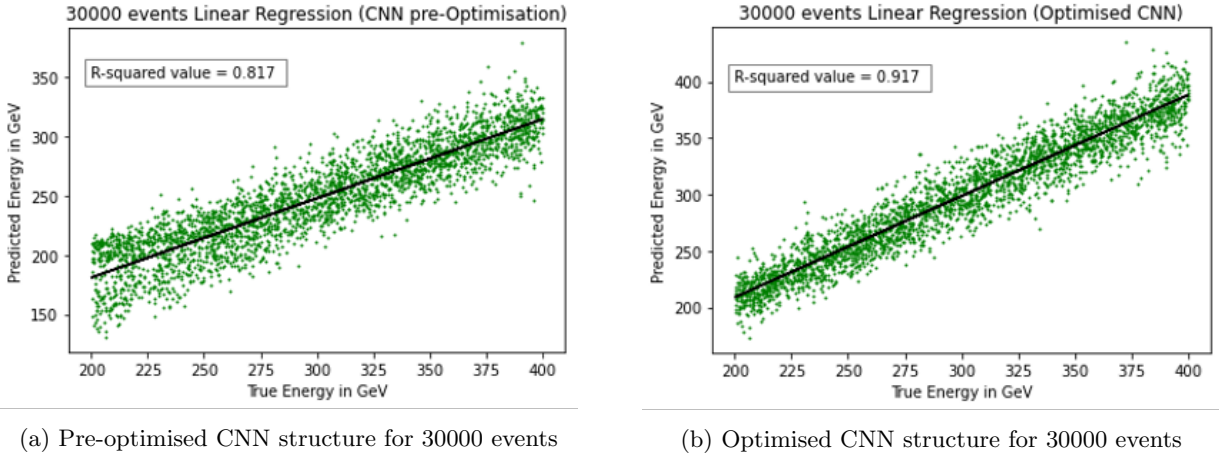 30000 events Linear Regression (CNN pre-Optimisation)
R-squared value = 0.817
Predicted Energy in GeV
350
300
250
200
150
200 225 250 275 300 325 350 375 400
True Energy in GeV
(a) Pre-optimised CNN structure for 30000 events
30000 events Linear Regression (Optimised CNN)
R-squared value = 0.917
Predicted Energy in GeV
400
350
300
250
200
200 225 250 275 300 325 350 375 400
True Energy in GeV
(b) Optimised CNN structure for 30000 events